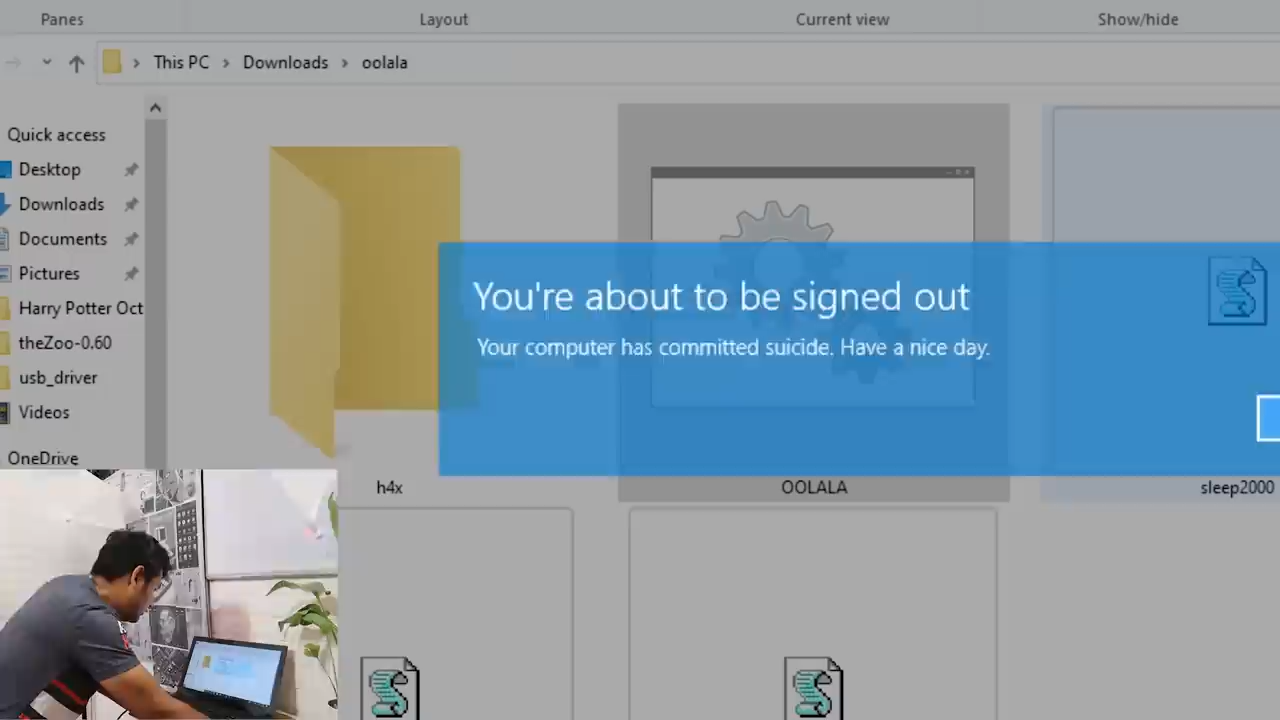 Panes Layout Current view Show/hide
This PC > Downloads > oolala
Quick access
Desktop
Downloads
Documents
Pictures
Harry Potter Oct
theZoo-0.60
usb_driver
Videos
OneDrive
You're about to be signed out
Your computer has committed suicide. Have a nice day.
h4x OOLALA sleep2000